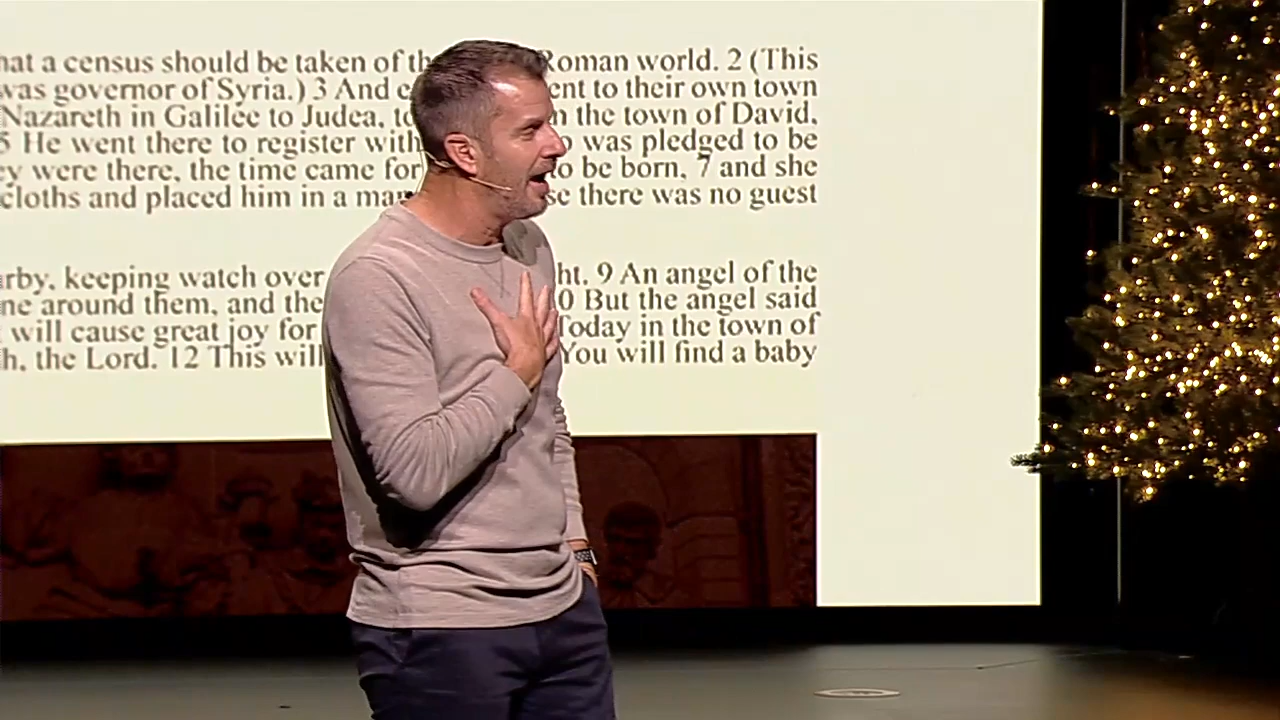 hat a census should be taken of th Roman world. 2 (This
was governor of Syria.) 3 And e ent to their own town
Nazareth in Galilee to Judea, to n the town of David,
5 He went there to register with o was pledged to be
ey were there, the time came for to be born, 7 and she
cloths and placed him in a man se there was no guest
arby, keeping watch over ht. 9 An angel of the
ne around them, and the 0 But the angel said
will cause great joy for Today in the town of
h, the Lord. 12 This will You will find a baby